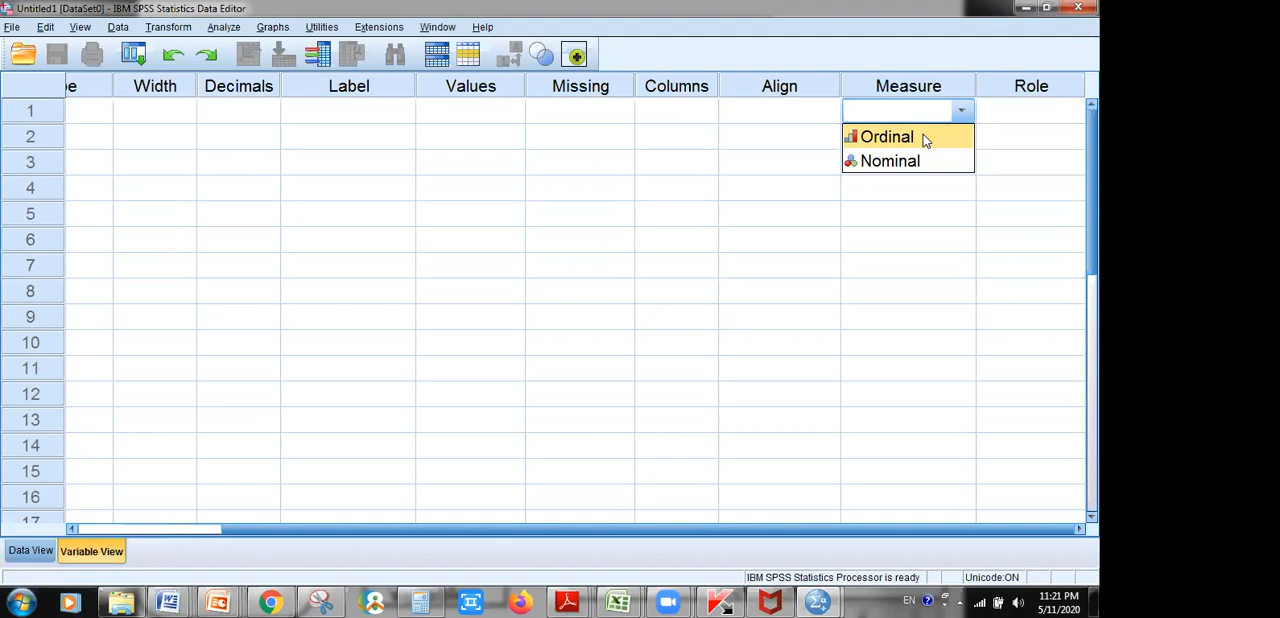 Untitled1 [DataSet0] - IBM SPSS Statistics Data Editor
File Edit View Data Transform Analyze Graphs Utilities Extensions Window Help
pe Width Decimals Label Values Missing Columns Align Measure Role
1
2 Ordinal
3 Nominal
4
5
6
7
8
9
10
11
12
13
14
15
16
17
Data View Variable View
IBM SPSS Statistics Processor is ready Unicode:ON
EN 11:21 PM
5/11/2020